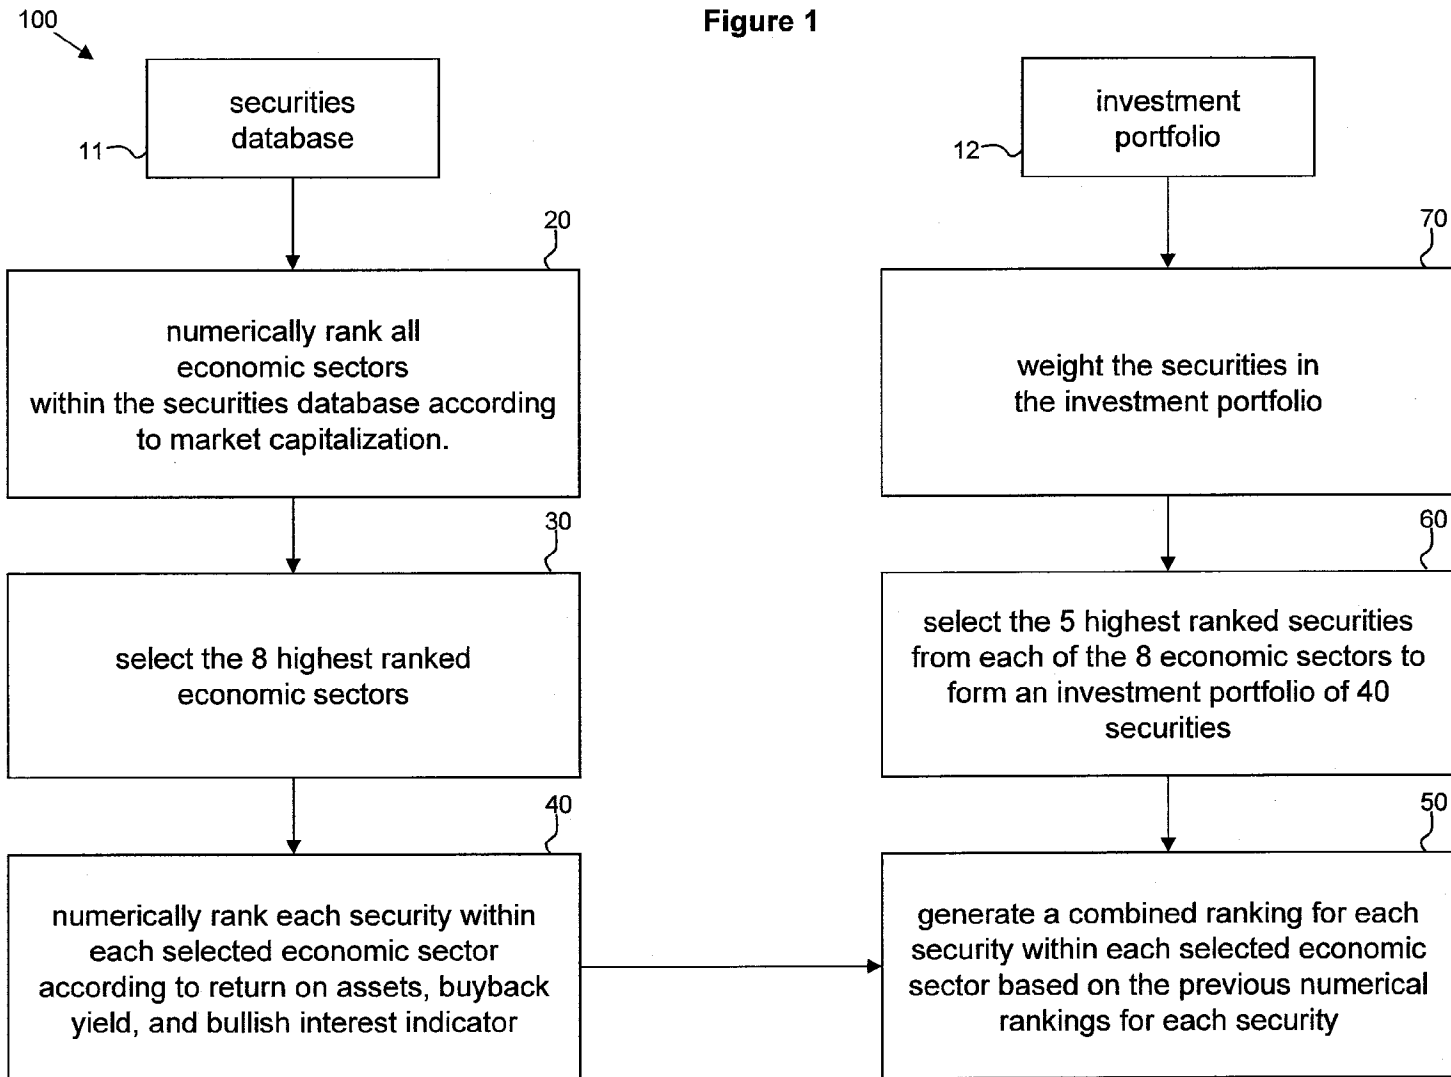 Figure 1
100
securities
database
11
investment
portfolio
12
20
numerically rank all
economic sectors
within the securities database according
to market capitalization.
70
weight the securities in
the investment portfolio
30
select the 8 highest ranked
economic sectors
60
select the 5 highest ranked securities
from each of the 8 economic sectors to
form an investment portfolio of 40
securities
40
numerically rank each security within
each selected economic sector
according to return on assets, buyback
yield, and bullish interest indicator
50
generate a combined ranking for each
security within each selected economic
sector based on the previous numerical
rankings for each security